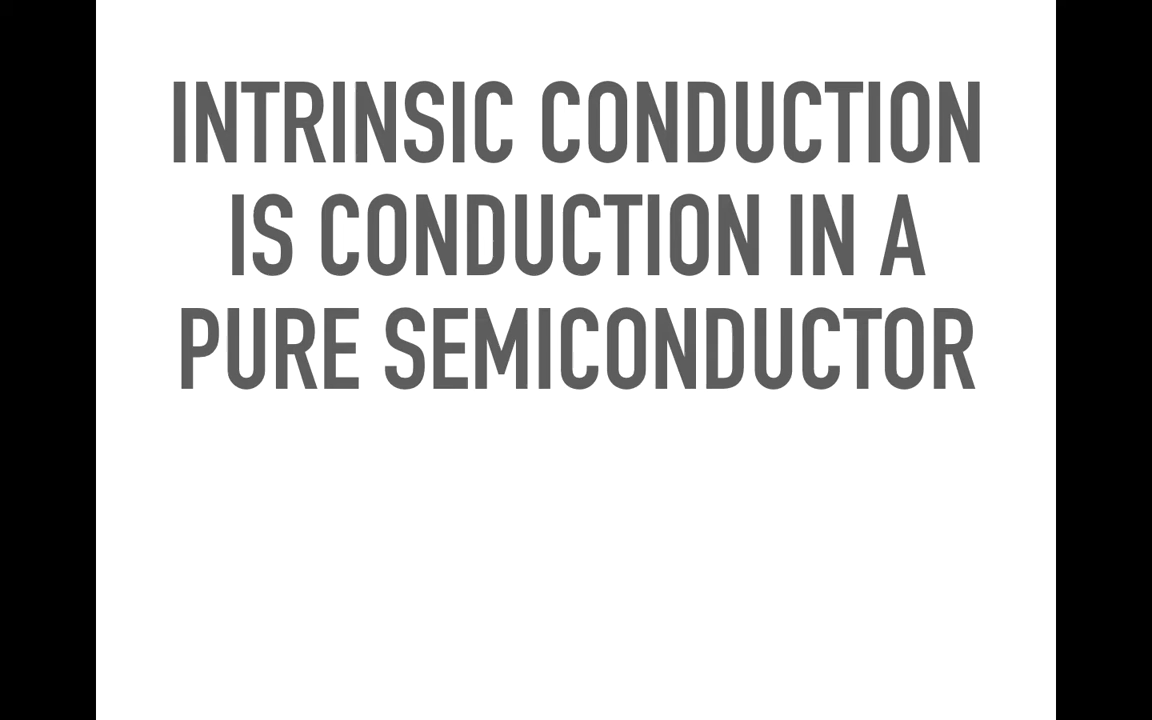 INTRINSIC CONDUCTION
IS CONDUCTION IN A
PURE SEMICONDUCTOR